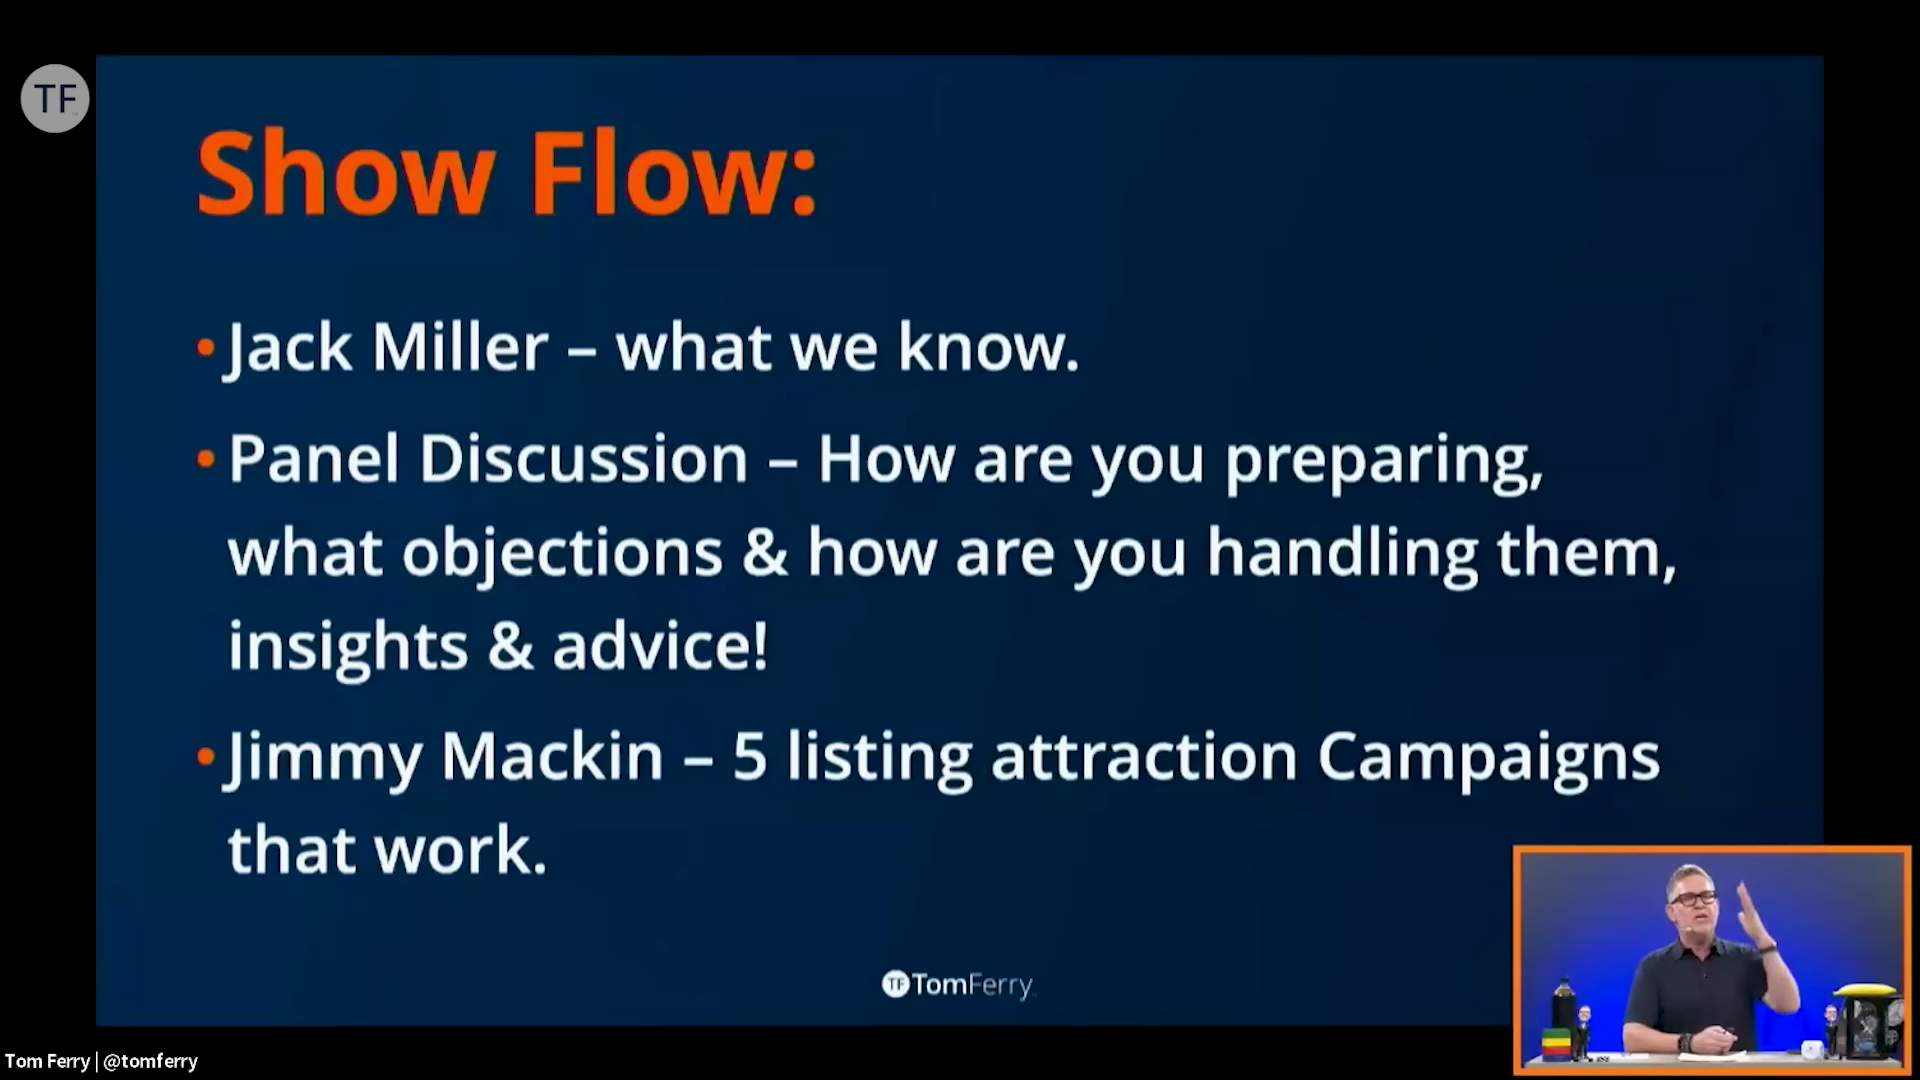 TF
Show Flow:
• Jack Miller – what we know.
• Panel Discussion – How are you preparing,
what objections & how are you handling them,
insights & advice!
• Jimmy Mackin – 5 listing attraction Campaigns
that work.
TF TomFerry
Tom Ferry | @tomferry